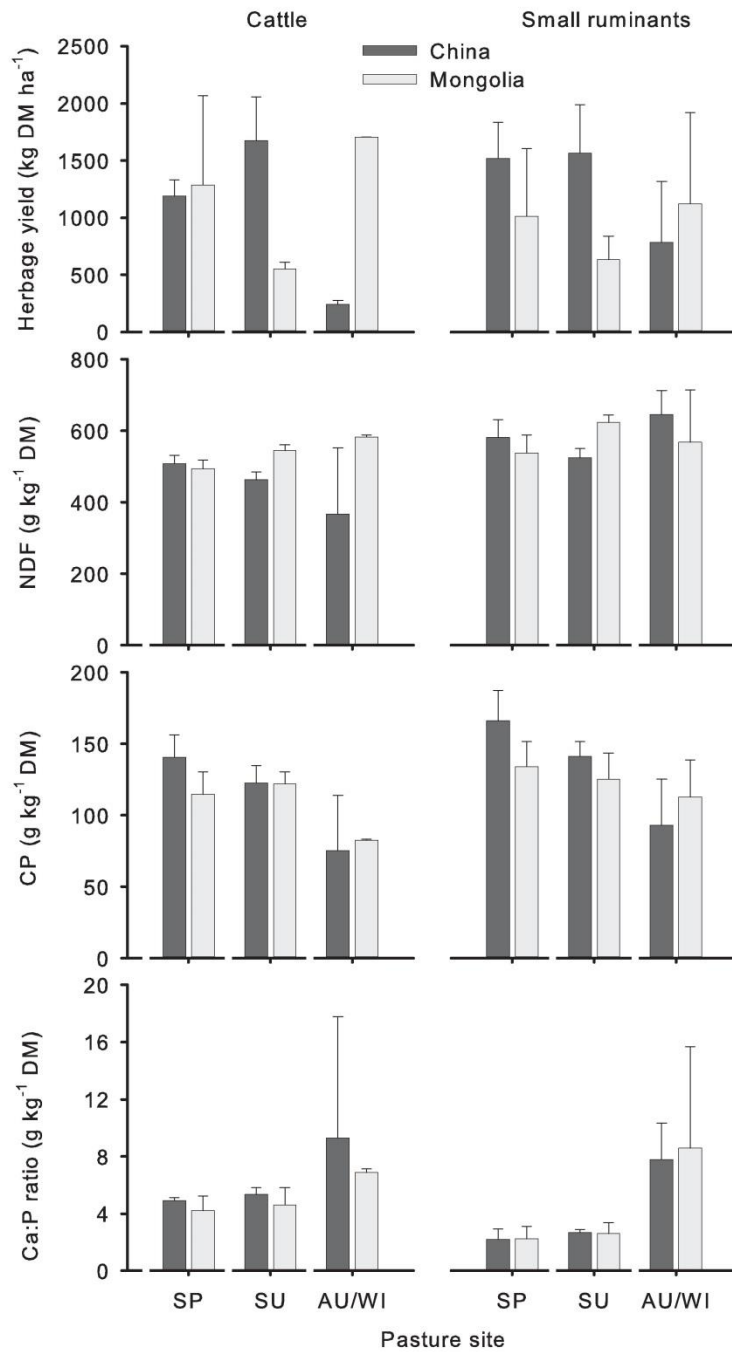 Cattle
Small ruminants
China
Mongolia
Herbage yield (kg DM ha⁻¹)
2500
2000
1500
1000
500
0
NDF (g kg⁻¹ DM)
800
600
400
200
0
CP (g kg⁻¹ DM)
200
150
100
50
0
Ca:P ratio (g kg⁻¹ DM)
20
16
12
8
4
0
SP SU AU/WI SP SU AU/WI
Pasture site